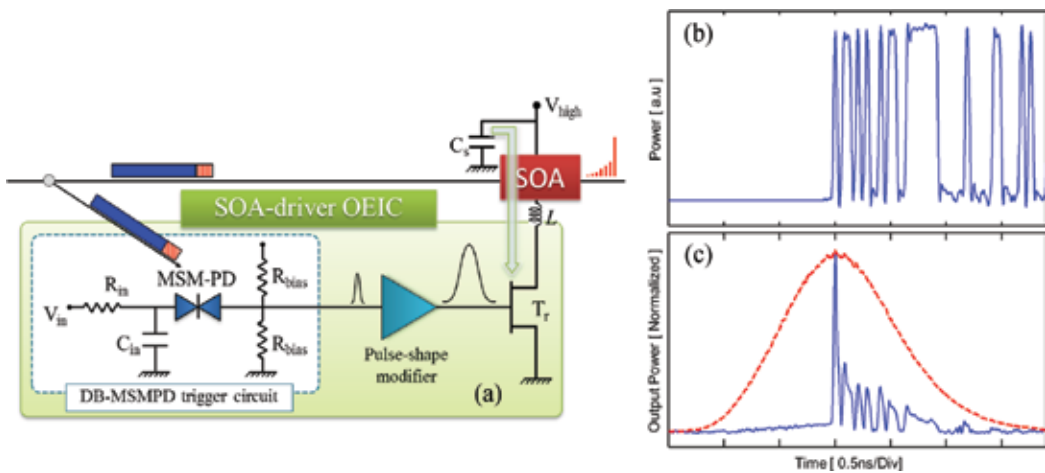 V_high
C_s
SOA
SOA-driver OEIC
L
MSM-PD
R_bias
R_in
V_in
C_in
R_bias
T_r
Pulse-shape
modifier
DB-MSMPD trigger circuit
(a)
(b)
Power [ a.u ]
(c)
Output Power [ Normalized ]
Time [ 0.5ns/Div]